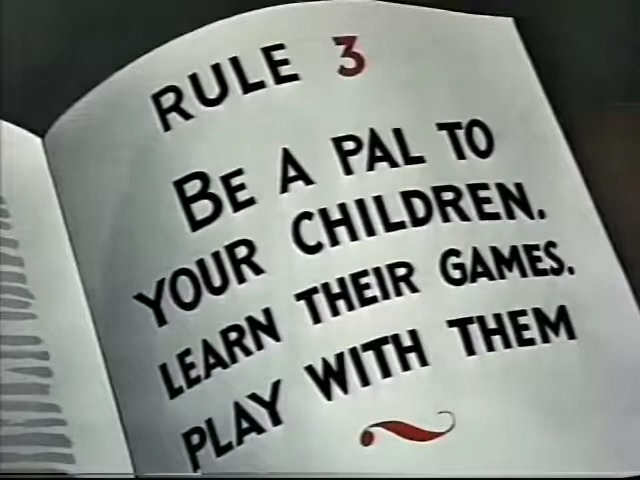 RULE 3
BE A PAL TO
YOUR CHILDREN.
LEARN THEIR GAMES.
PLAY WITH THEM